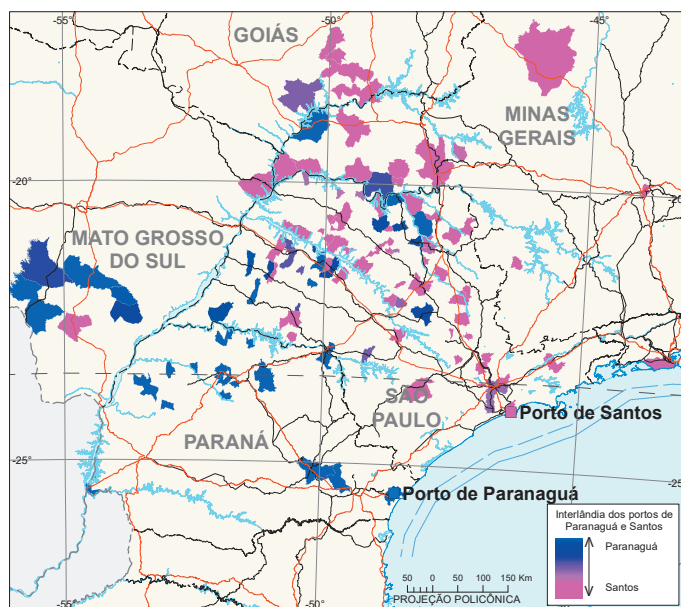 -55°
-50°
-45°
GOIÁS
MINAS
GERAIS
-20°
-20°
MATO GROSSO
DO SUL
SÃO
PAULO
Porto de Santos
PARANÁ
-25°
Porto de Paranaguá
Interlândia dos portos de
Paranaguá e Santos
Paranaguá
Santos
50 0 50 100 150 Km
PROJEÇÃO POLICÔNICA
-55°
-50°
-45°